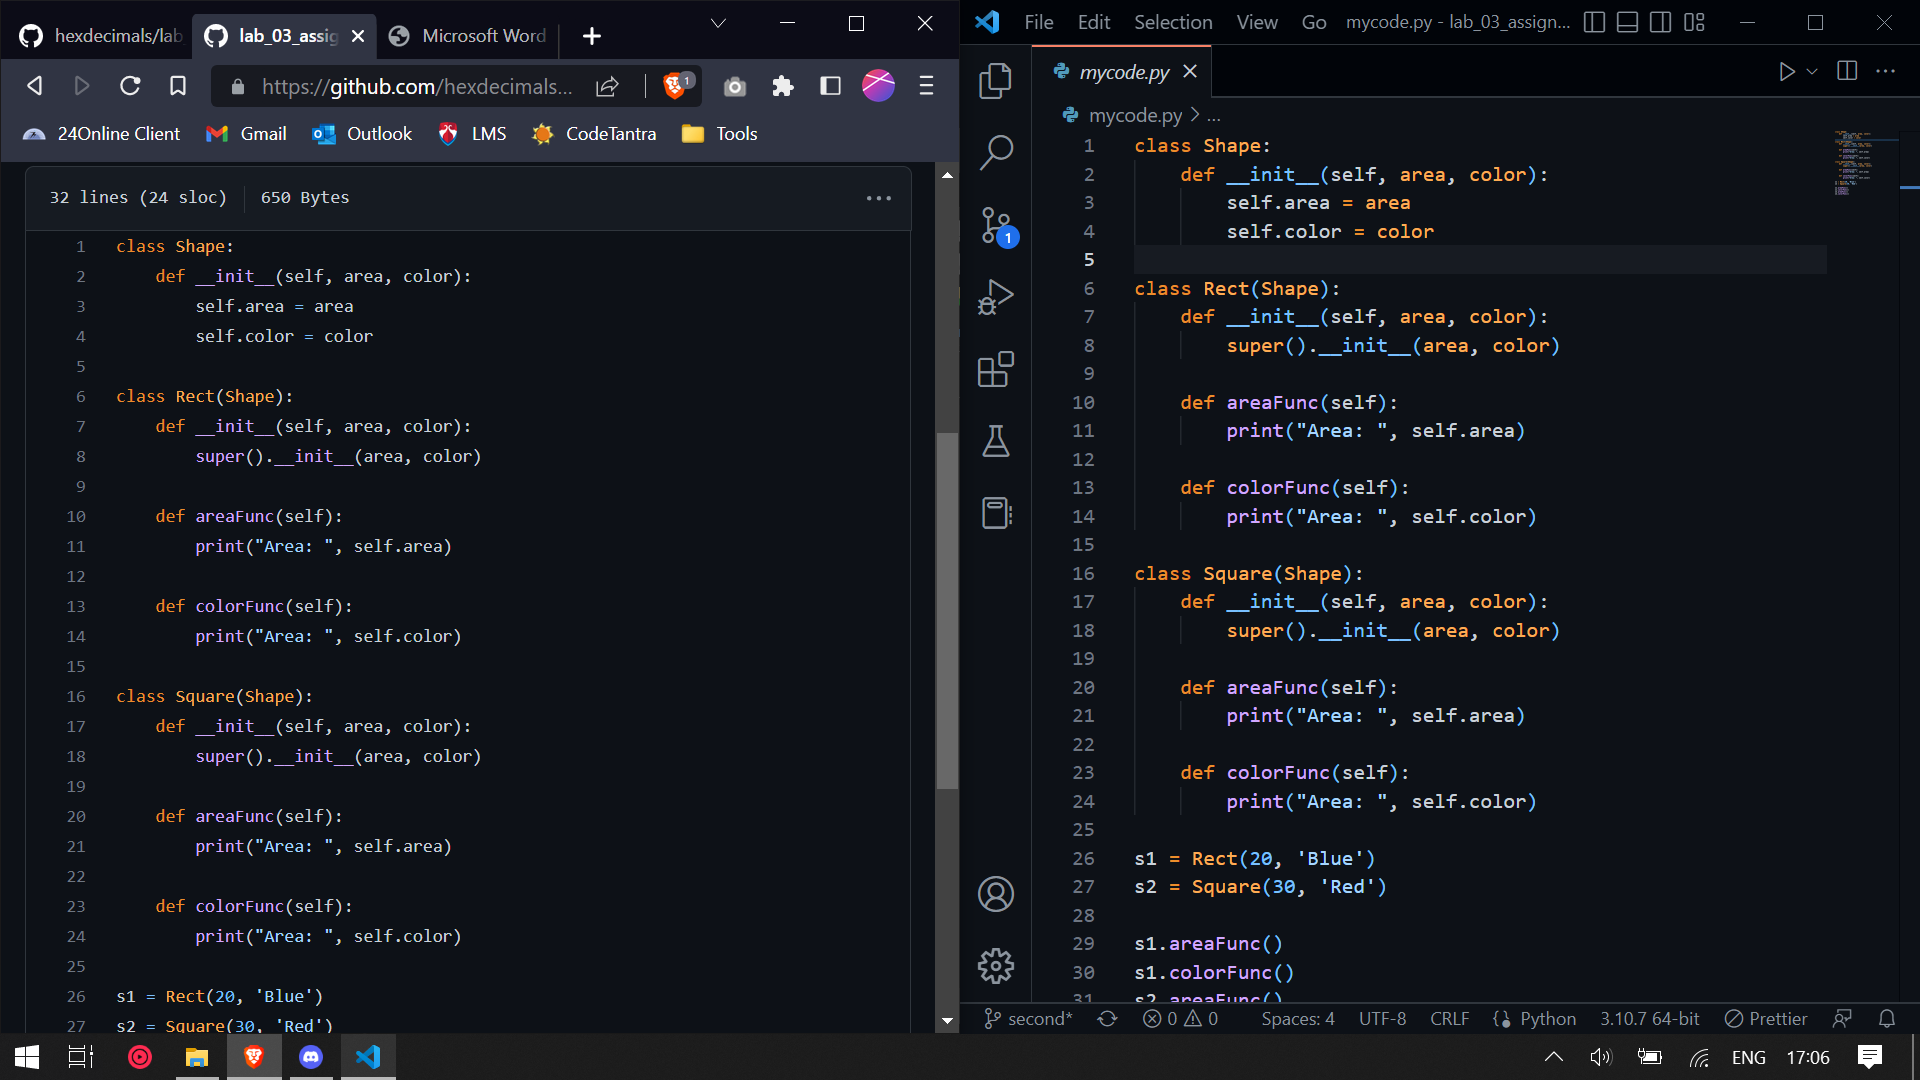 hexdecimals/lab
lab_03_assig
Microsoft Word
https://github.com/hexdecimals...
1
24Online Client
Gmail
Outlook
LMS
CodeTantra
Tools
32 lines (24 sloc)
650 Bytes
1 class Shape:
2 def __init__(self, area, color):
3 self.area = area
4 self.color = color
5
6 class Rect(Shape):
7 def __init__(self, area, color):
8 super().__init__(area, color)
9
10 def areaFunc(self):
11 print("Area: ", self.area)
12
13 def colorFunc(self):
14 print("Area: ", self.color)
15
16 class Square(Shape):
17 def __init__(self, area, color):
18 super().__init__(area, color)
19
20 def areaFunc(self):
21 print("Area: ", self.area)
22
23 def colorFunc(self):
24 print("Area: ", self.color)
25
26 s1 = Rect(20, 'Blue')
27 s2 = Square(30, 'Red')
File Edit Selection View Go
mycode.py - lab_03_assign...
mycode.py
mycode.py > ...
1
1 class Shape:
2 def __init__(self, area, color):
3 self.area = area
4 self.color = color
5
6 class Rect(Shape):
7 def __init__(self, area, color):
8 super().__init__(area, color)
9
10 def areaFunc(self):
11 print("Area: ", self.area)
12
13 def colorFunc(self):
14 print("Area: ", self.color)
15
16 class Square(Shape):
17 def __init__(self, area, color):
18 super().__init__(area, color)
19
20 def areaFunc(self):
21 print("Area: ", self.area)
22
23 def colorFunc(self):
24 print("Area: ", self.color)
25
26 s1 = Rect(20, 'Blue')
27 s2 = Square(30, 'Red')
28
29 s1.areaFunc()
30 s1.colorFunc()
31 s2.areaFunc()
second* 0 0 Spaces: 4 UTF-8 CRLF Python 3.10.7 64-bit Prettier
ENG 17:06